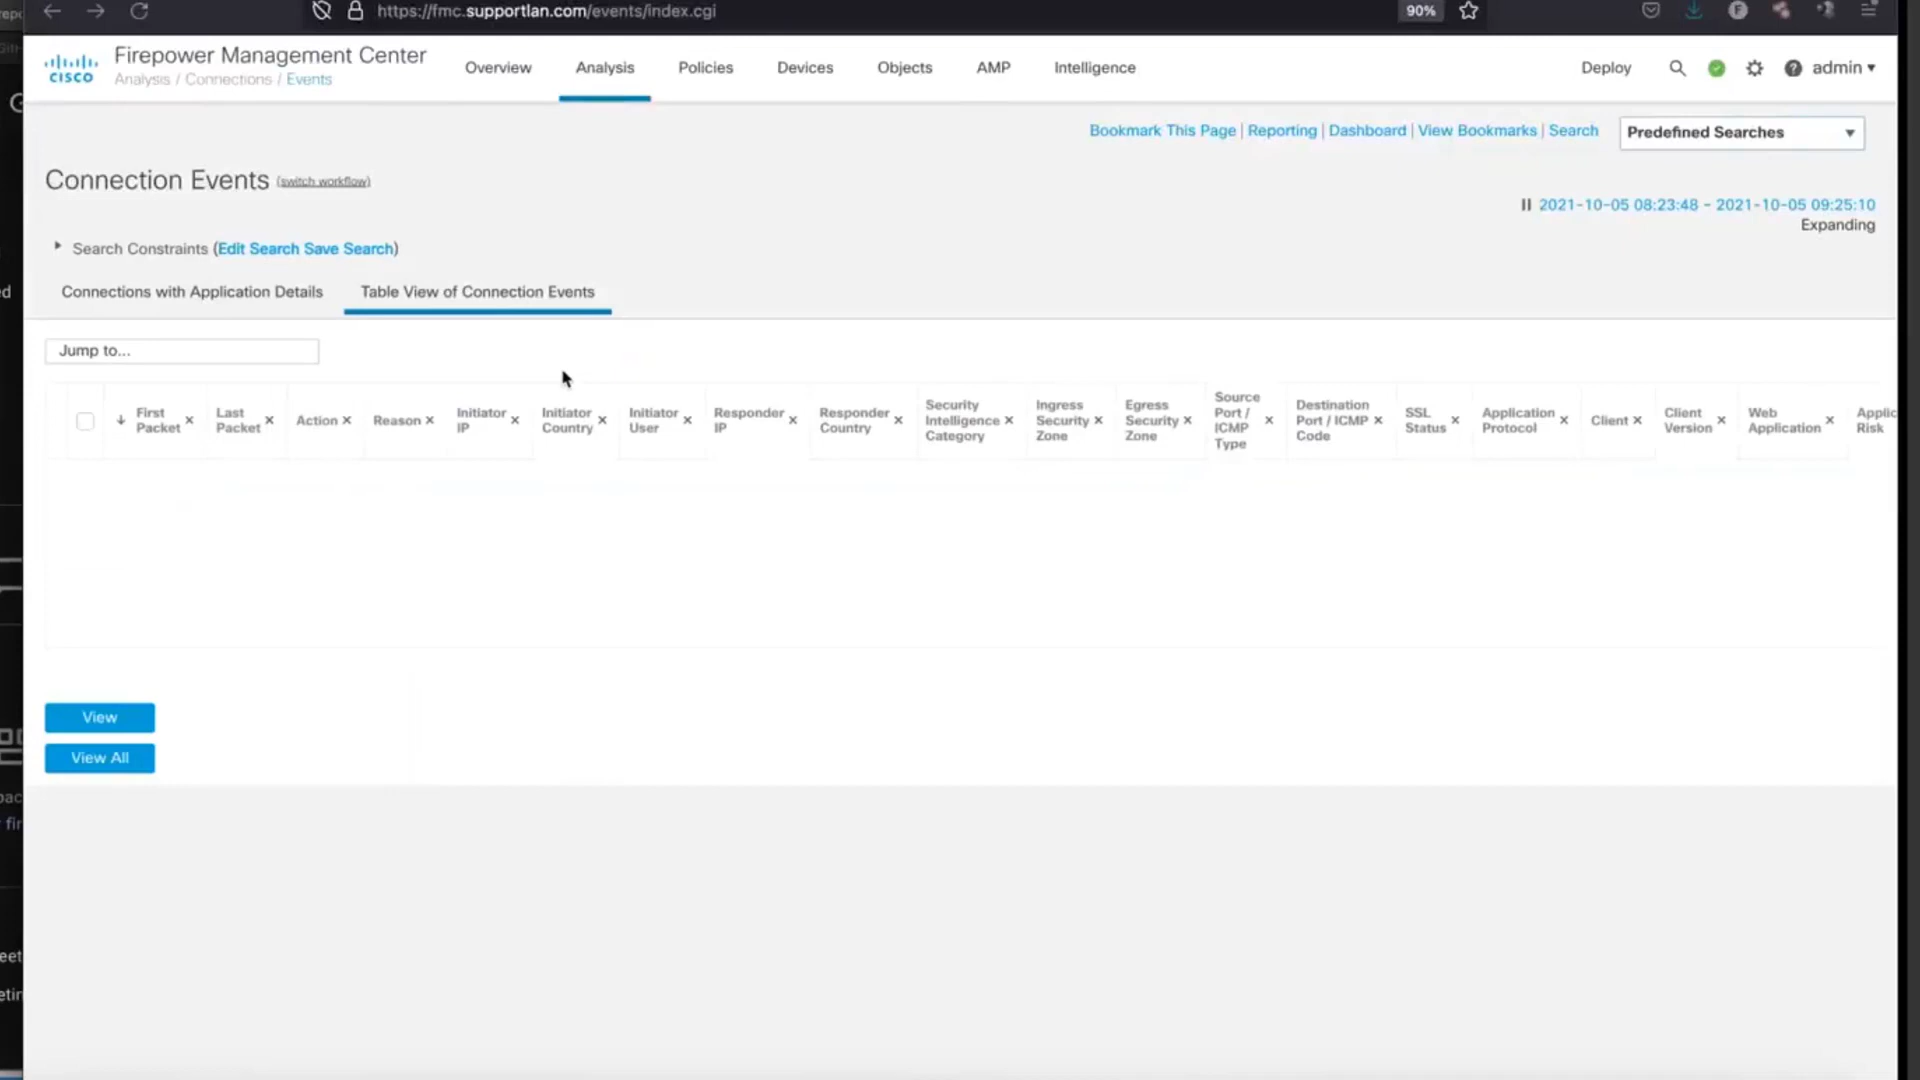 https://fmc.supportlan.com/events/index.cgi
90%
CISCO
Firepower Management Center
Analysis / Connections / Events
Overview
Analysis
Policies
Devices
Objects
AMP
Intelligence
Deploy
admin
Bookmark This Page | Reporting | Dashboard | View Bookmarks | Search
Predefined Searches
Connection Events (switch workflow)
2021-10-05 08:23:48 - 2021-10-05 09:25:10
Expanding
Search Constraints (Edit Search Save Search)
Connections with Application Details
Table View of Connection Events
Jump to...
First
Packet
Last
Packet
Action
Reason
Initiator
IP
Initiator
Country
Initiator
User
Responder
IP
Responder
Country
Security
Intelligence
Category
Ingress
Security
Zone
Egress
Security
Zone
Source
Port /
ICMP
Type
Destination
Port / ICMP
Code
SSL
Status
Application
Protocol
Client
Client
Version
Web
Application
Applic
Risk
View
View All